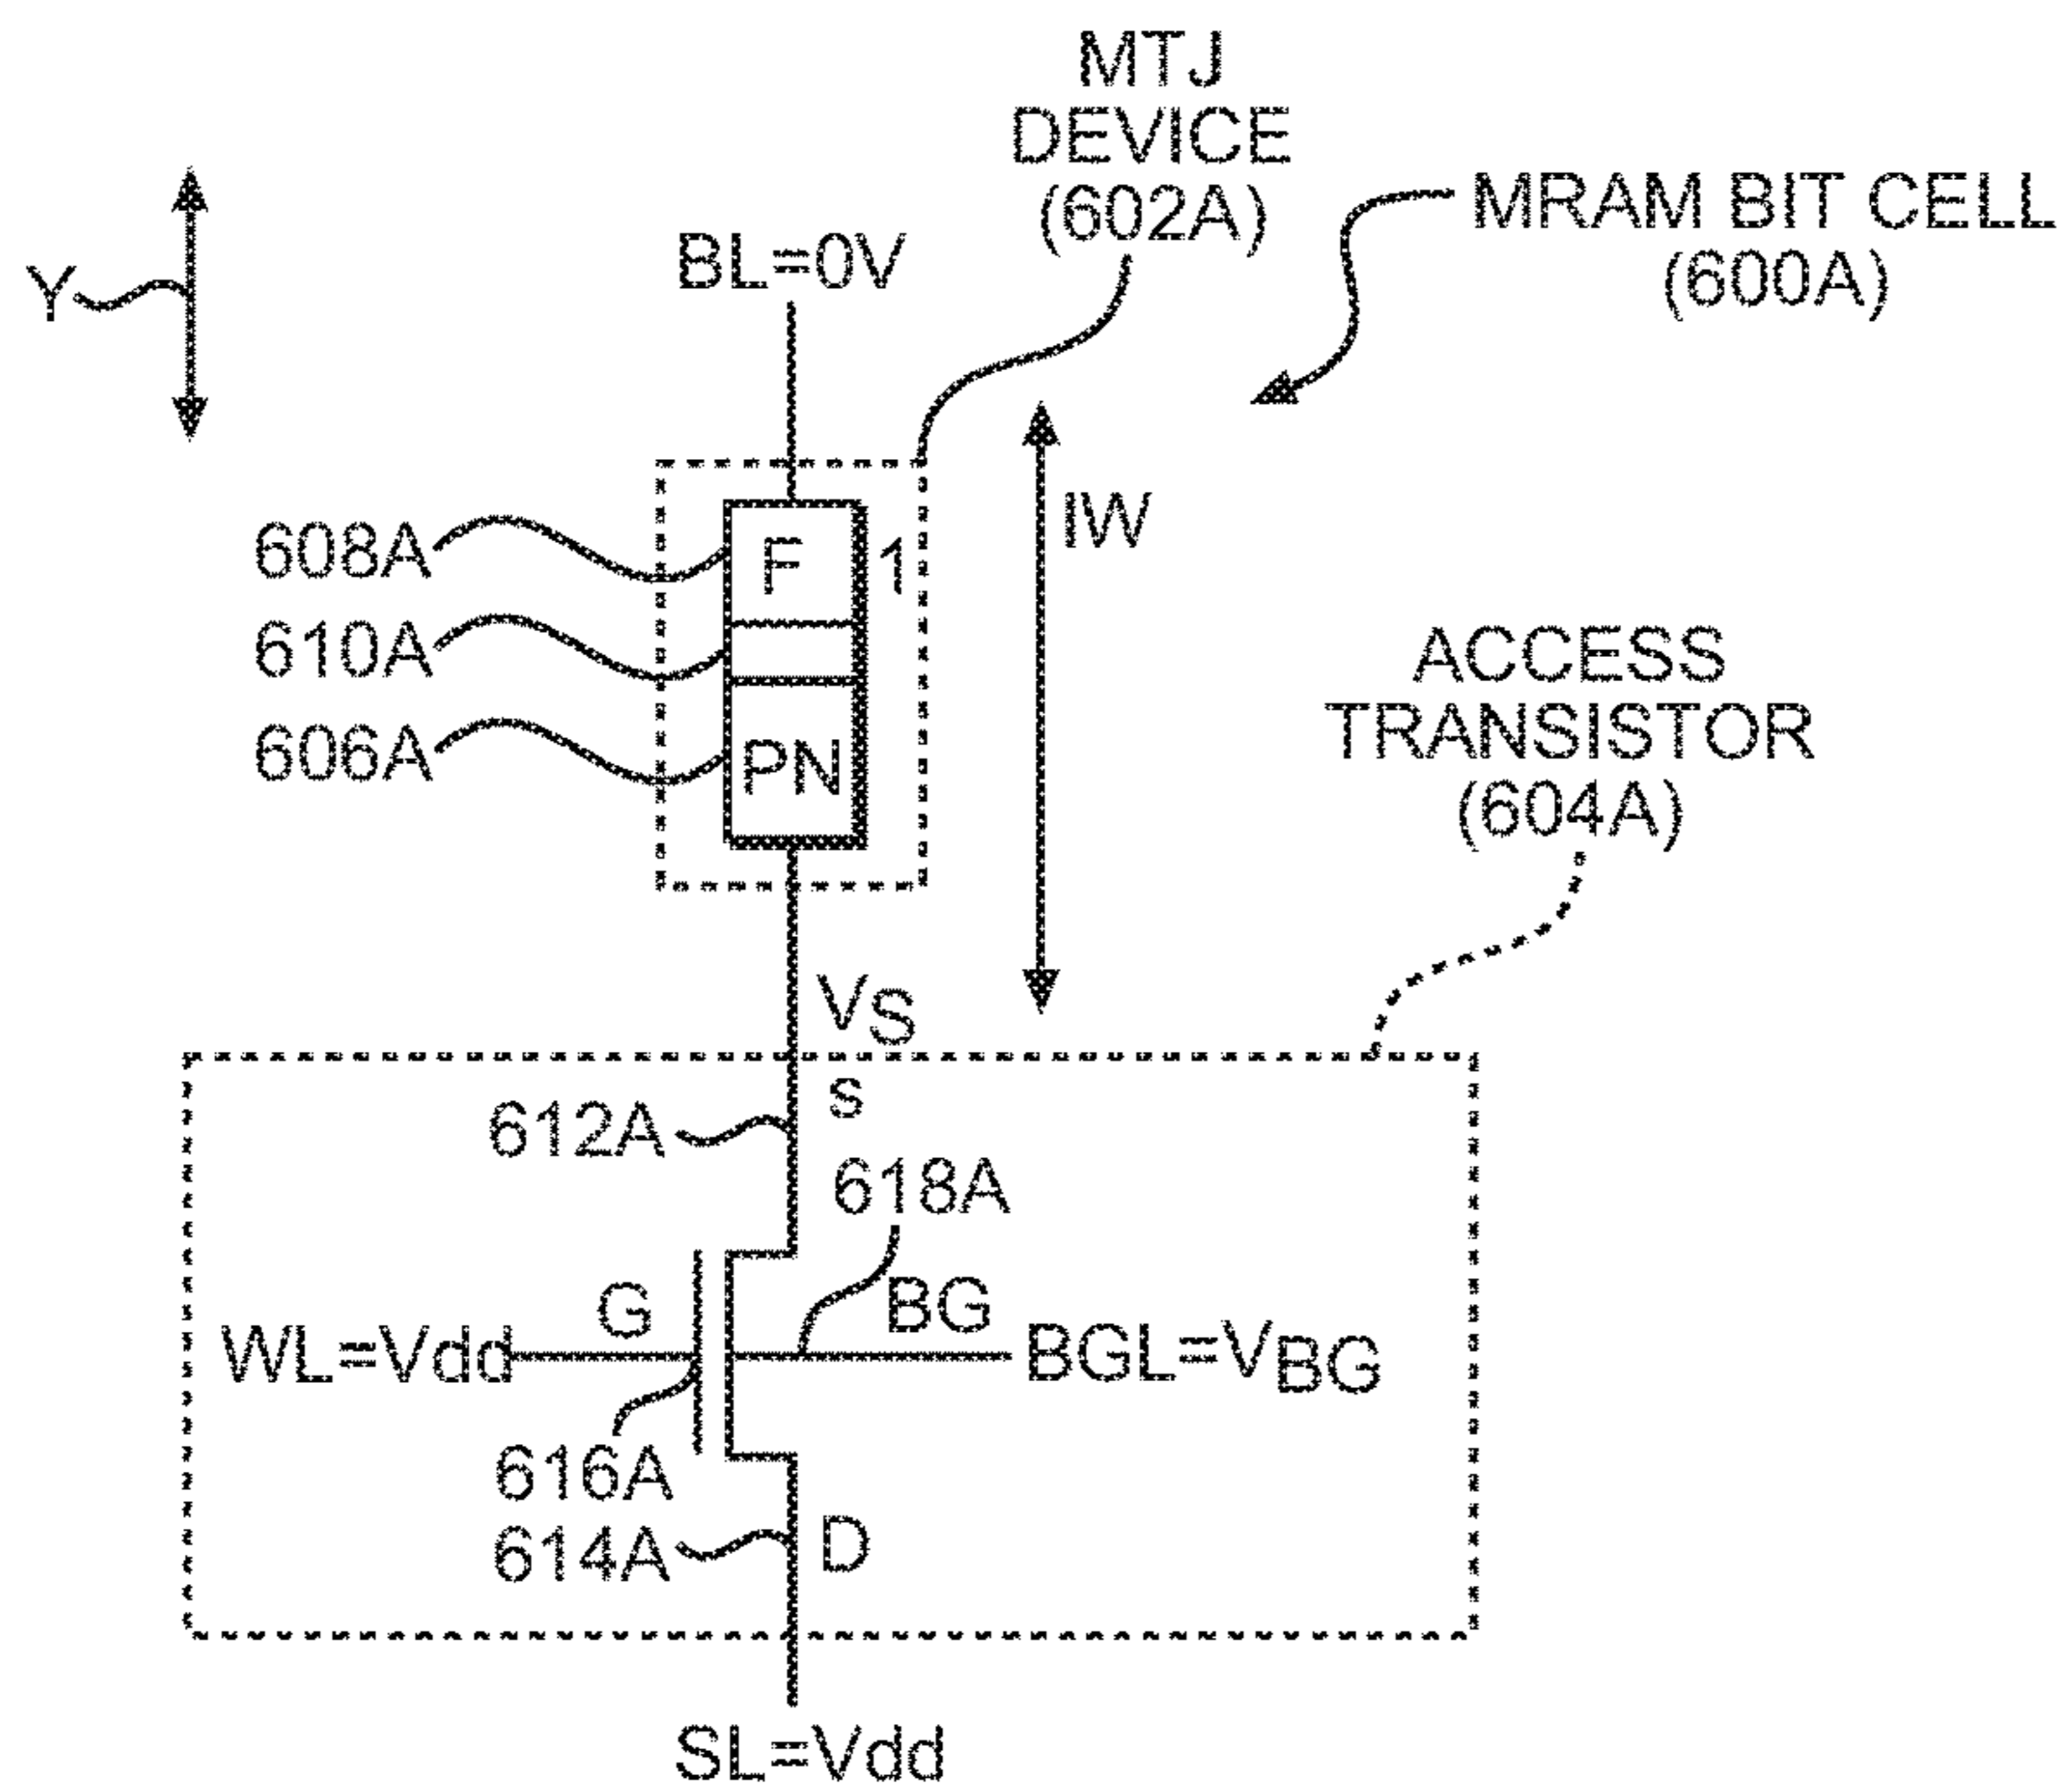 MTJ
DEVICE
(602A)
MRAM BIT CELL
(600A)
Y
BL=0V
IW
608A
F
1
610A
606A
PN
ACCESS
TRANSISTOR
(604A)
VS
612A
s
618A
G
BG
WL=Vdd
BGL=VBG
616A
614A
D
SL=Vdd